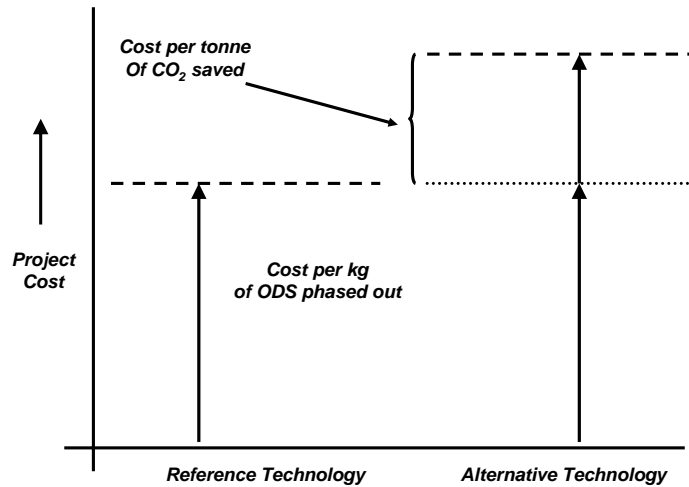 Cost per tonne
Of CO₂ saved
Project
Cost
Cost per kg
of ODS phased out
Reference Technology
Alternative Technology